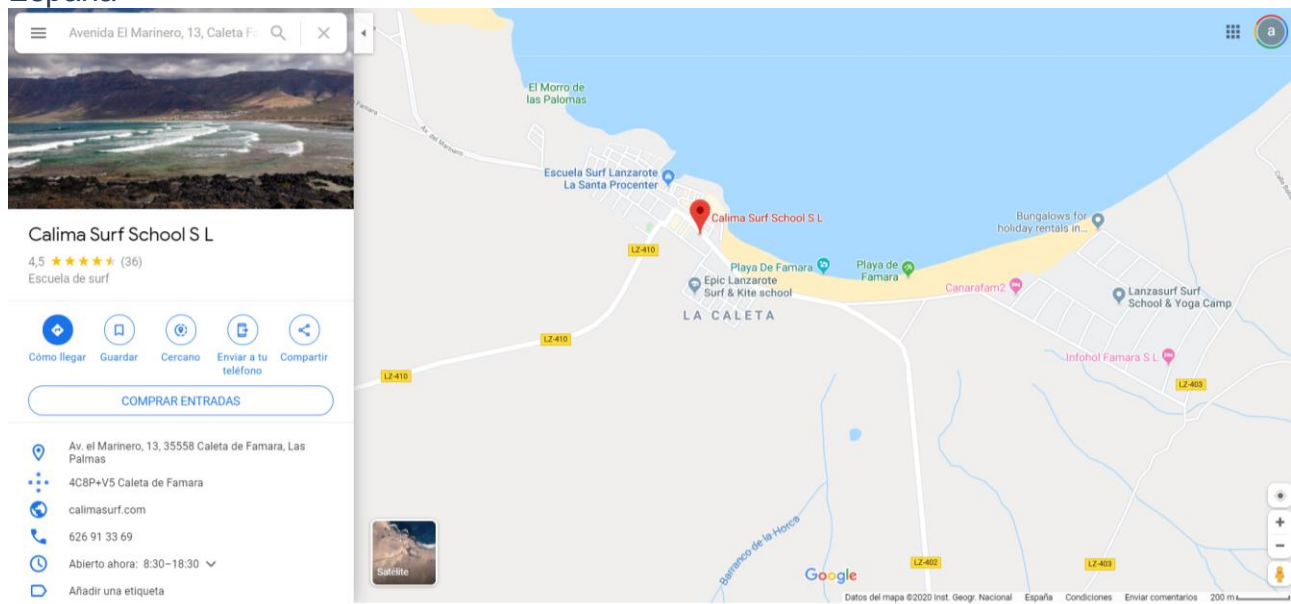 España
Avenida El Marinero, 13, Caleta F
Calima Surf School S L
4,5 (36)
Escuela de surf
Cómo llegar
Guardar
Cercano
Enviar a tu
teléfono
Compartir
COMPRAR ENTRADAS
Av. el Marinero, 13, 35558 Caleta de Famara, Las
Palmas
4C8P+V5 Caleta de Famara
calimasurf.com
626 91 33 69
Abierto ahora: 8:30–18:30
Añadir una etiqueta
a
El Morro de
las Palomas
Famara
Av. del Marinero
Escuela Surf Lanzarote
La Santa Procenter
Calima Surf School S L
LZ-410
Bungalows for
holiday rentals in...
Playa De Famara
Playa de
Famara
Epic Lanzarote
Surf & Kite school
Canarafam2
Lanzasurf Surf
School & Yoga Camp
LA CALETA
LZ-410
Infohol Famara S L
LZ-410
LZ-403
Barranco de la Horca
Satélite
LZ-402
LZ-403
Google
Datos del mapa ©2020 Inst. Geogr. Nacional España Condiciones Enviar comentarios 200 m